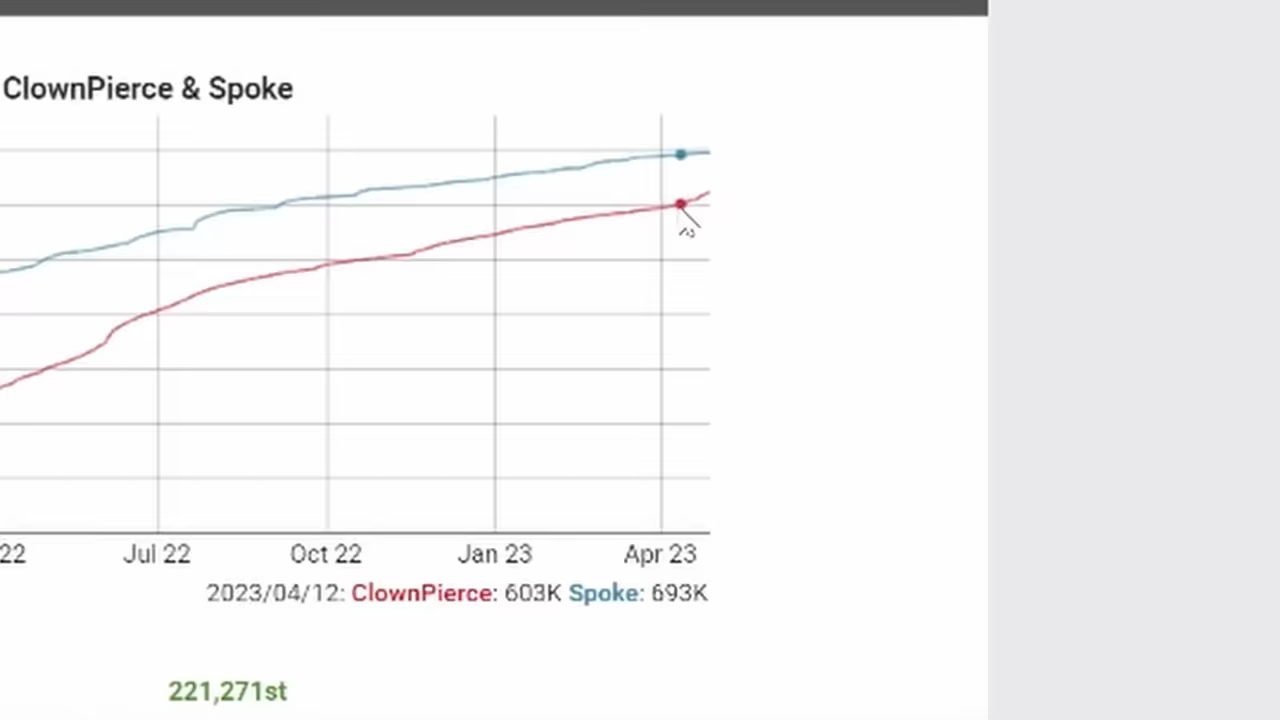 ClownPierce & Spoke
22 Jul 22 Oct 22 Jan 23 Apr 23
2023/04/12: ClownPierce: 603K Spoke: 693K
221,271st